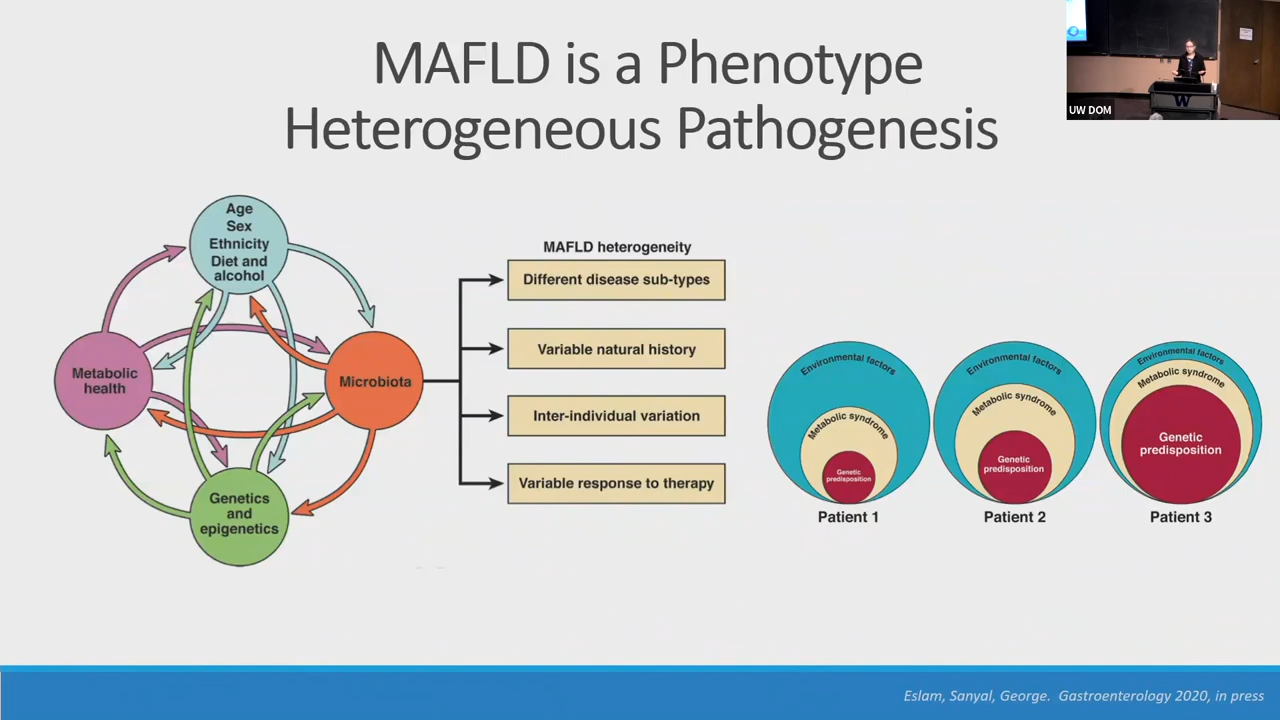 MAFLD is a Phenotype
Heterogeneous Pathogenesis
UW DOM
W
Age
Sex
Ethnicity
Diet and
alcohol
Metabolic
health
Microbiota
Genetics
and
epigenetics
MAFLD heterogeneity
Different disease sub-types
Variable natural history
Inter-individual variation
Variable response to therapy
Environmental factors
Metabolic syndrome
Genetic
predisposition
Patient 1
Environmental factors
Metabolic syndrome
Genetic
predisposition
Patient 2
Environmental factors
Metabolic syndrome
Genetic
predisposition
Patient 3
Eslam, Sanyal, George. Gastroenterology 2020, in press